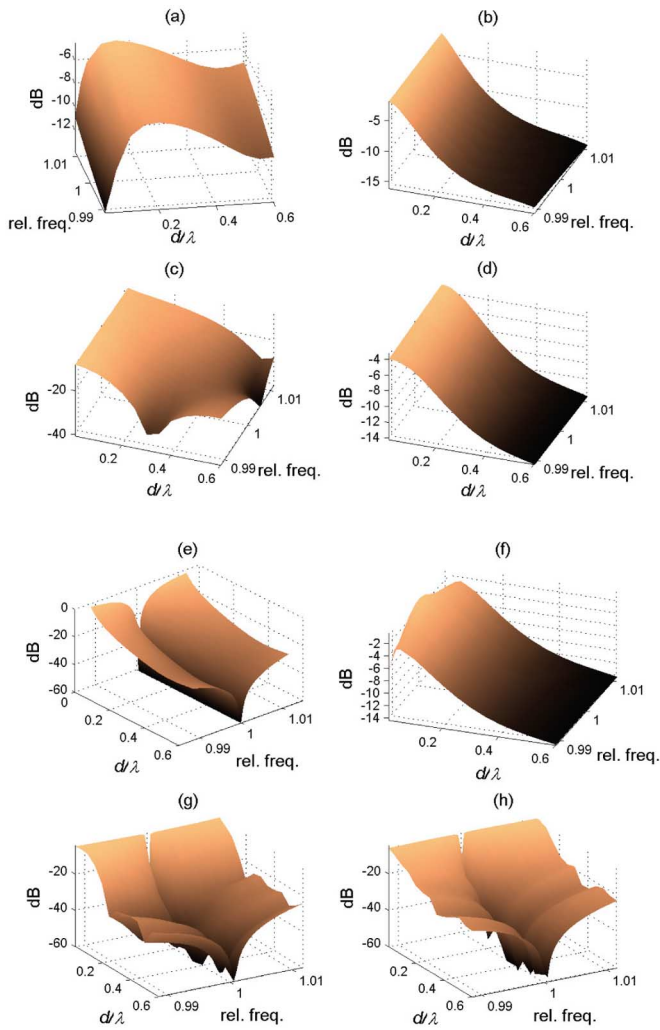 (a)
-6
-8
-10
-12
dB
1.01
1
0.99
rel. freq.
0.2
0.4
0.6
d/λ
(b)
-5
-10
-15
dB
0.2
0.4
0.6
d/λ
1.01
1
0.99
rel. freq.
(c)
-20
-40
dB
0.2
0.4
0.6
d/λ
1.01
1
0.99
rel. freq.
(d)
-4
-6
-8
-10
-12
-14
dB
0.2
0.4
0.6
d/λ
1.01
1
0.99
rel. freq.
(e)
0
-20
-40
-60
dB
0
0.2
0.4
0.6
d/λ
0.99
1
1.01
rel. freq.
(f)
-2
-4
-6
-8
-10
-12
-14
dB
0.2
0.4
0.6
d/λ
1.01
1
0.99
rel. freq.
(g)
-20
-40
-60
dB
0.2
0.4
0.6
d/λ
0.99
1
1.01
rel. freq.
(h)
-20
-40
-60
dB
0.2
0.4
0.6
d/λ
0.99
1
1.01
rel. freq.